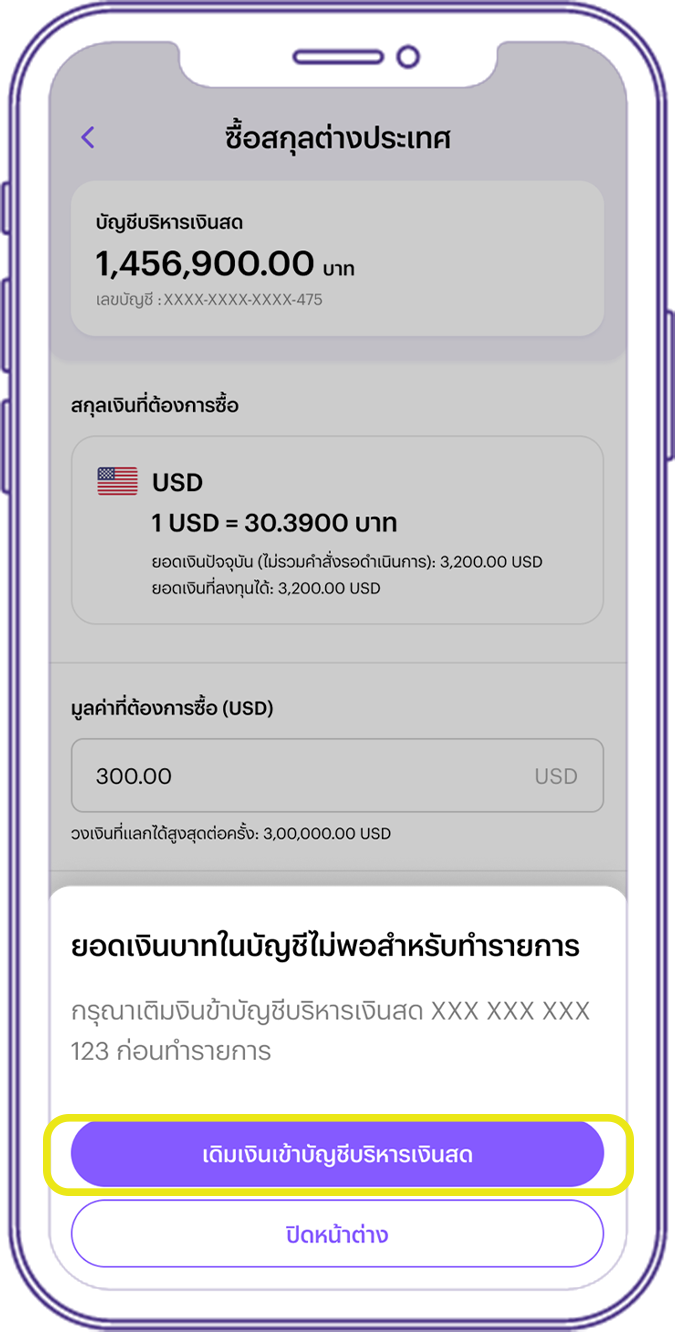 ซื้อสกุลต่างประเทศ
บัญชีบริหารเงินสด
1,456,900.00 บาท
เลขบัญชี : XXXX-XXXX-XXXX-475
สกุลเงินที่ต้องการซื้อ
USD
1 USD = 30.3900 บาท
ยอดเงินปัจจุบัน (ไม่รวมคำสั่งรอดำเนินการ): 3,200.00 USD
ยอดเงินที่ลงทุนได้: 3,200.00 USD
มูลค่าที่ต้องการซื้อ (USD)
300.00 USD
วงเงินที่แลกได้สูงสุดต่อครั้ง: 3,00,000.00 USD
ยอดเงินบาทในบัญชีไม่พอสำหรับทำรายการ
กรุณาเติมงินข้าบัญชีบริหารเงินสด XXX XXX XXX
123 ก่อนทำรายการ
เดิมเงินเข้าบัญชีบริหารเงินสด
ปิดหน้าต่าง